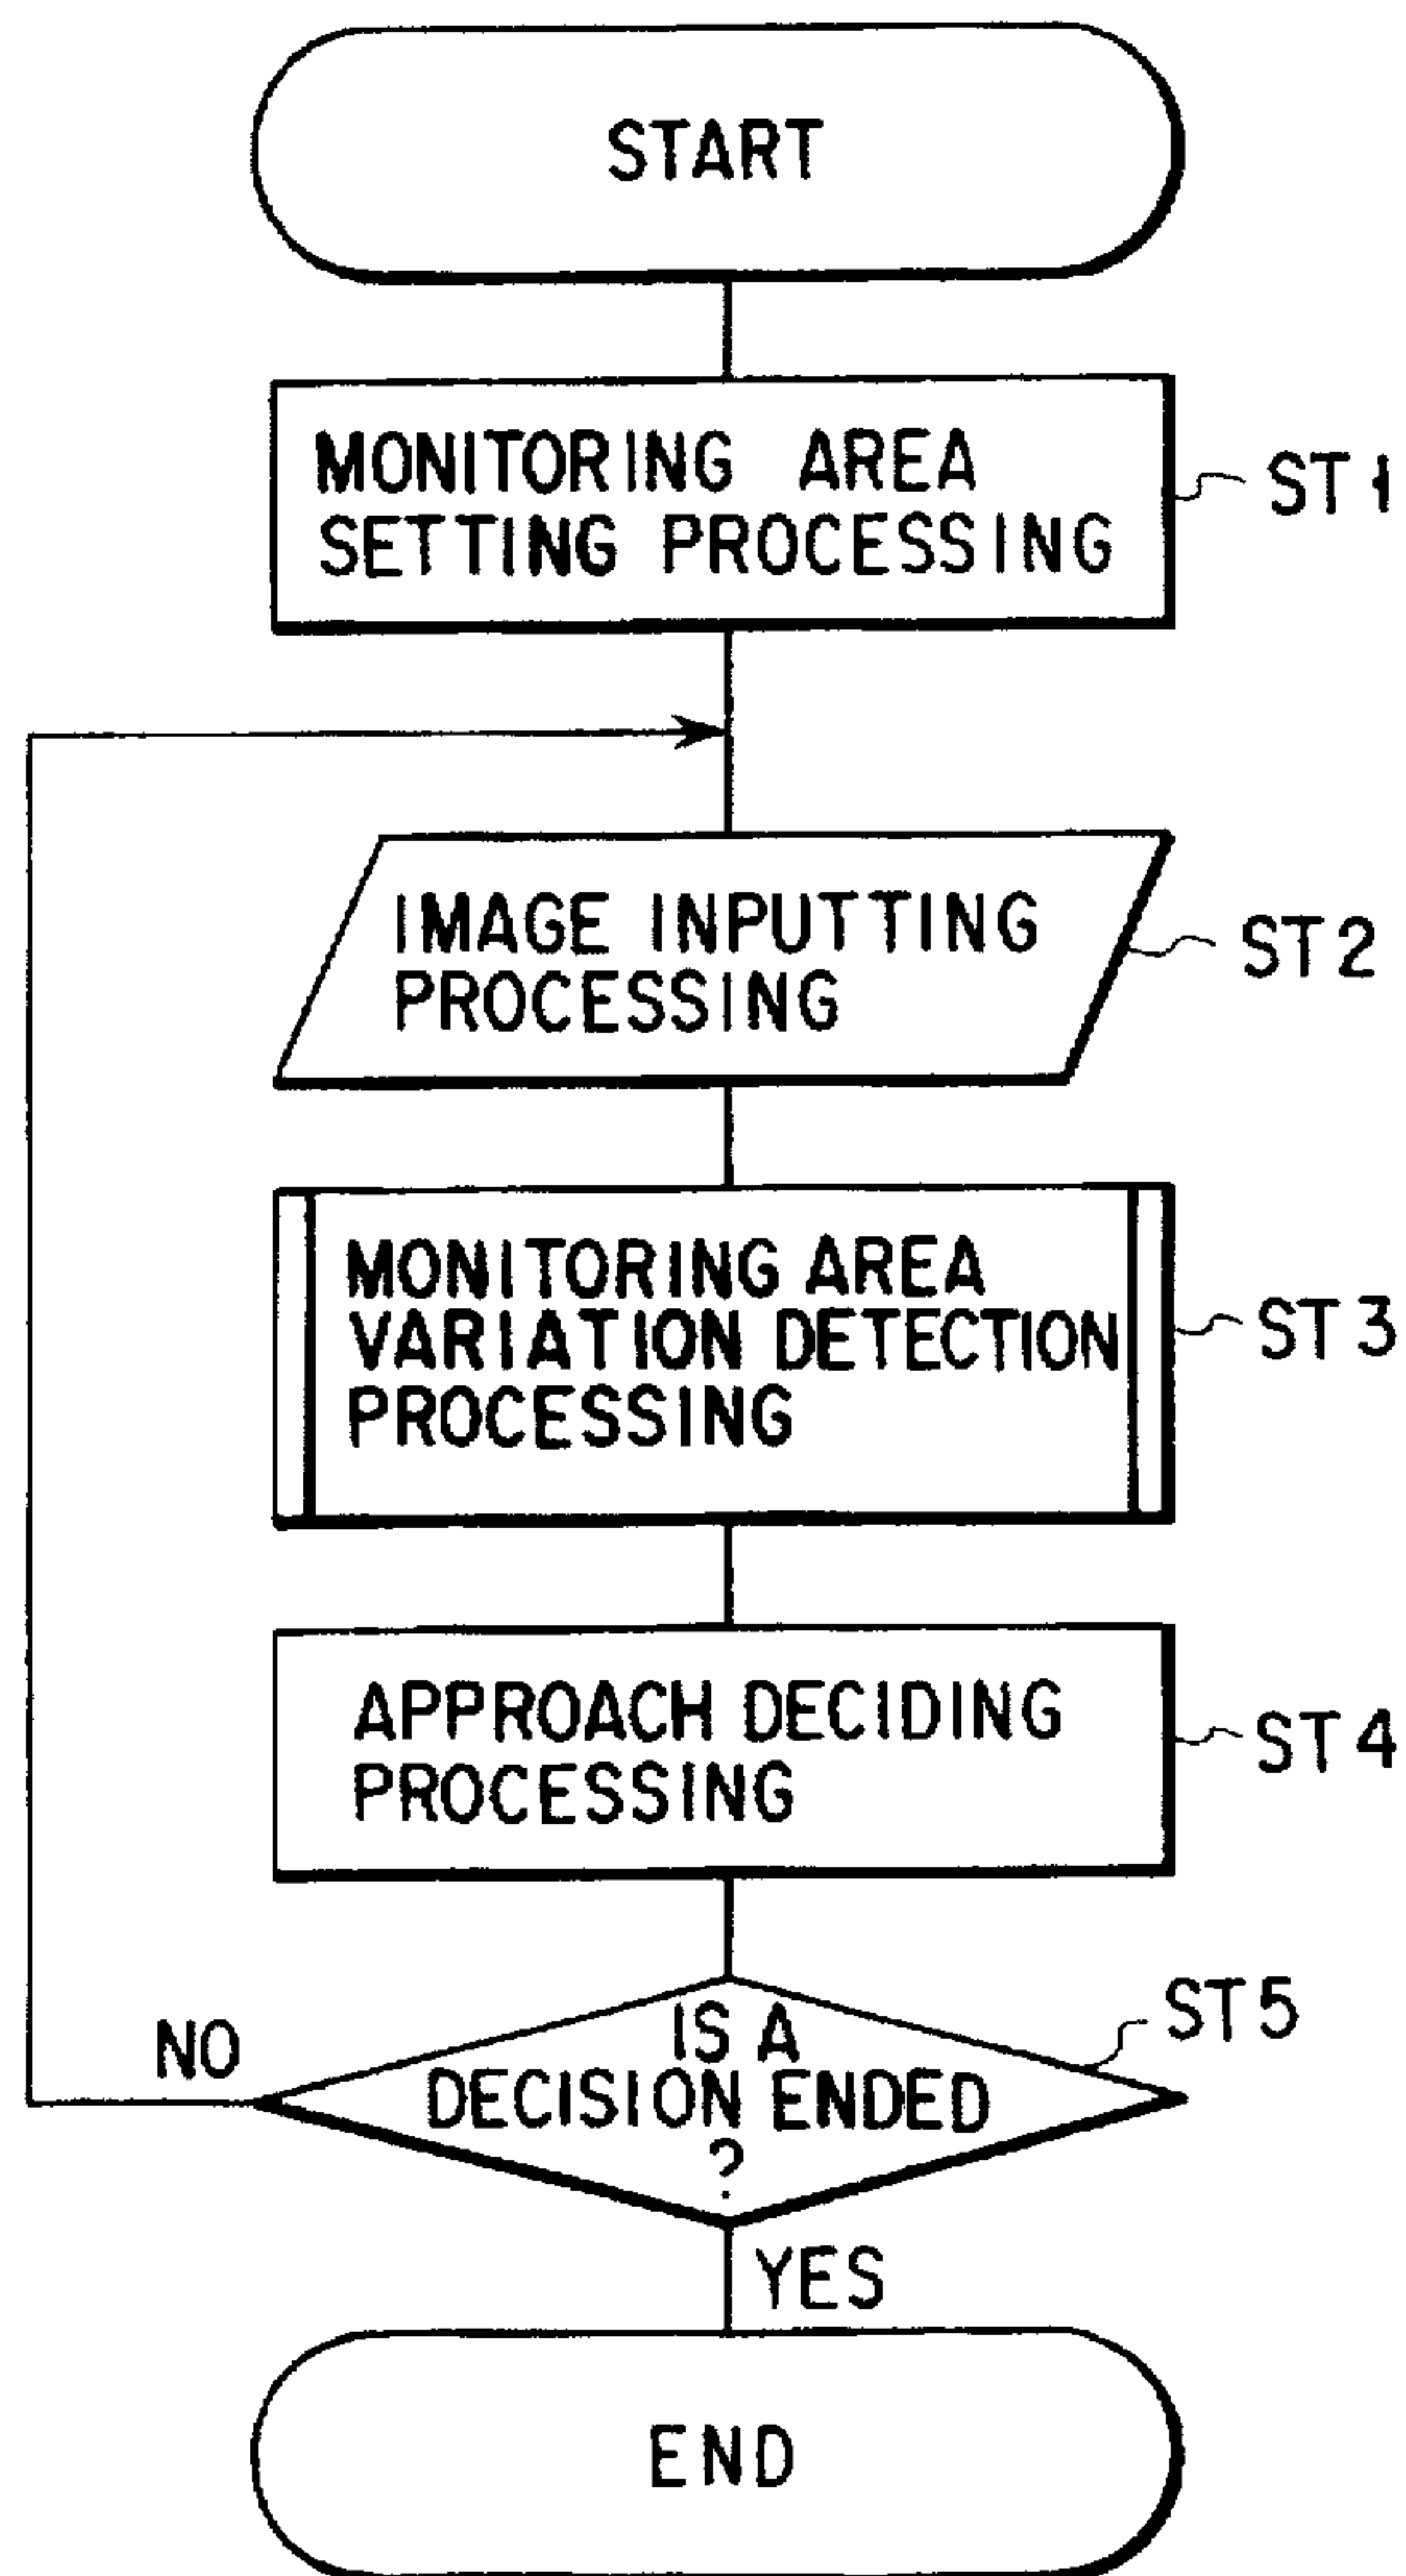 START
MONITORING AREA
SETTING PROCESSING
ST1
IMAGE INPUTTING
PROCESSING
ST2
MONITORING AREA
VARIATION DETECTION
PROCESSING
ST3
APPROACH DECIDING
PROCESSING
ST4
IS A
DECISION ENDED
?
ST5
NO
YES
END